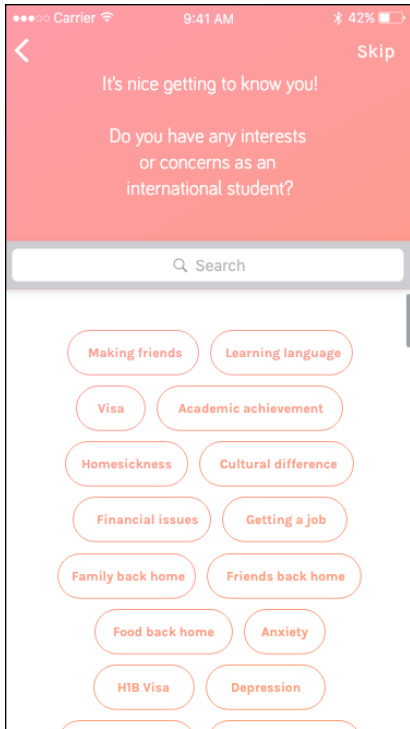 Carrier 9:41 AM 42%
Skip
It's nice getting to know you!
Do you have any interests
or concerns as an
international student?
Search
Making friends Learning language
Visa Academic achievement
Homesickness Cultural difference
Financial issues Getting a job
Family back home Friends back home
Food back home Anxiety
H1B Visa Depression